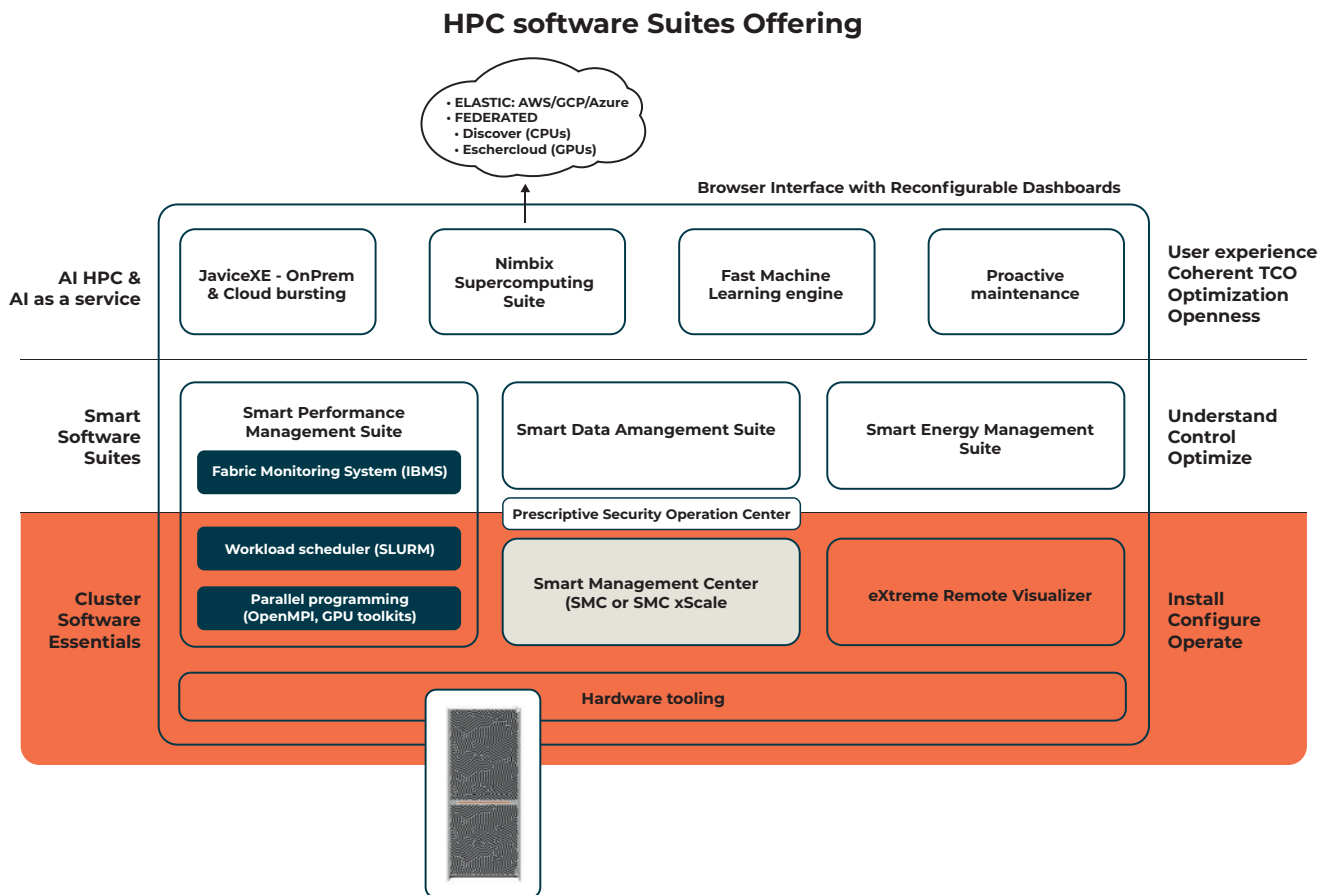 HPC software Suites Offering
• ELASTIC: AWS/GCP/Azure
• FEDERATED
• Discover (CPUs)
• Eschercloud (GPUs)
Browser Interface with Reconfigurable Dashboards
AI HPC &
AI as a service
JaviceXE - OnPrem
& Cloud bursting
Nimbix
Supercomputing
Suite
Fast Machine
Learning engine
Proactive
maintenance
User experience
Coherent TCO
Optimization
Openness
Smart
Software
Suites
Smart Performance
Management Suite
Fabric Monitoring System (IBMS)
Smart Data Amangement Suite
Smart Energy Management
Suite
Understand
Control
Optimize
Prescriptive Security Operation Center
Cluster
Software
Essentials
Workload scheduler (SLURM)
Parallel programming
(OpenMPI, GPU toolkits)
Smart Management Center
(SMC or SMC xScale
eXtreme Remote Visualizer
Install
Configure
Operate
Hardware tooling